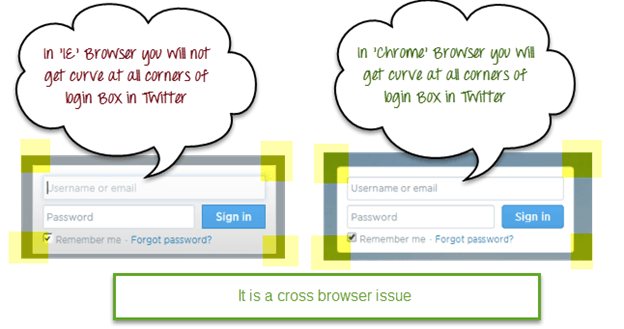 In 'IE' Browser you will not
get curve at all corners of
login Box in Twitter
In 'Chrome' Browser you will
get curve at all corners of
login Box in Twitter
Username or email
Password
Sign in
Remember me · Forgot password?
Username or email
Password
Sign in
Remember me · Forgot password?
It is a cross browser issue